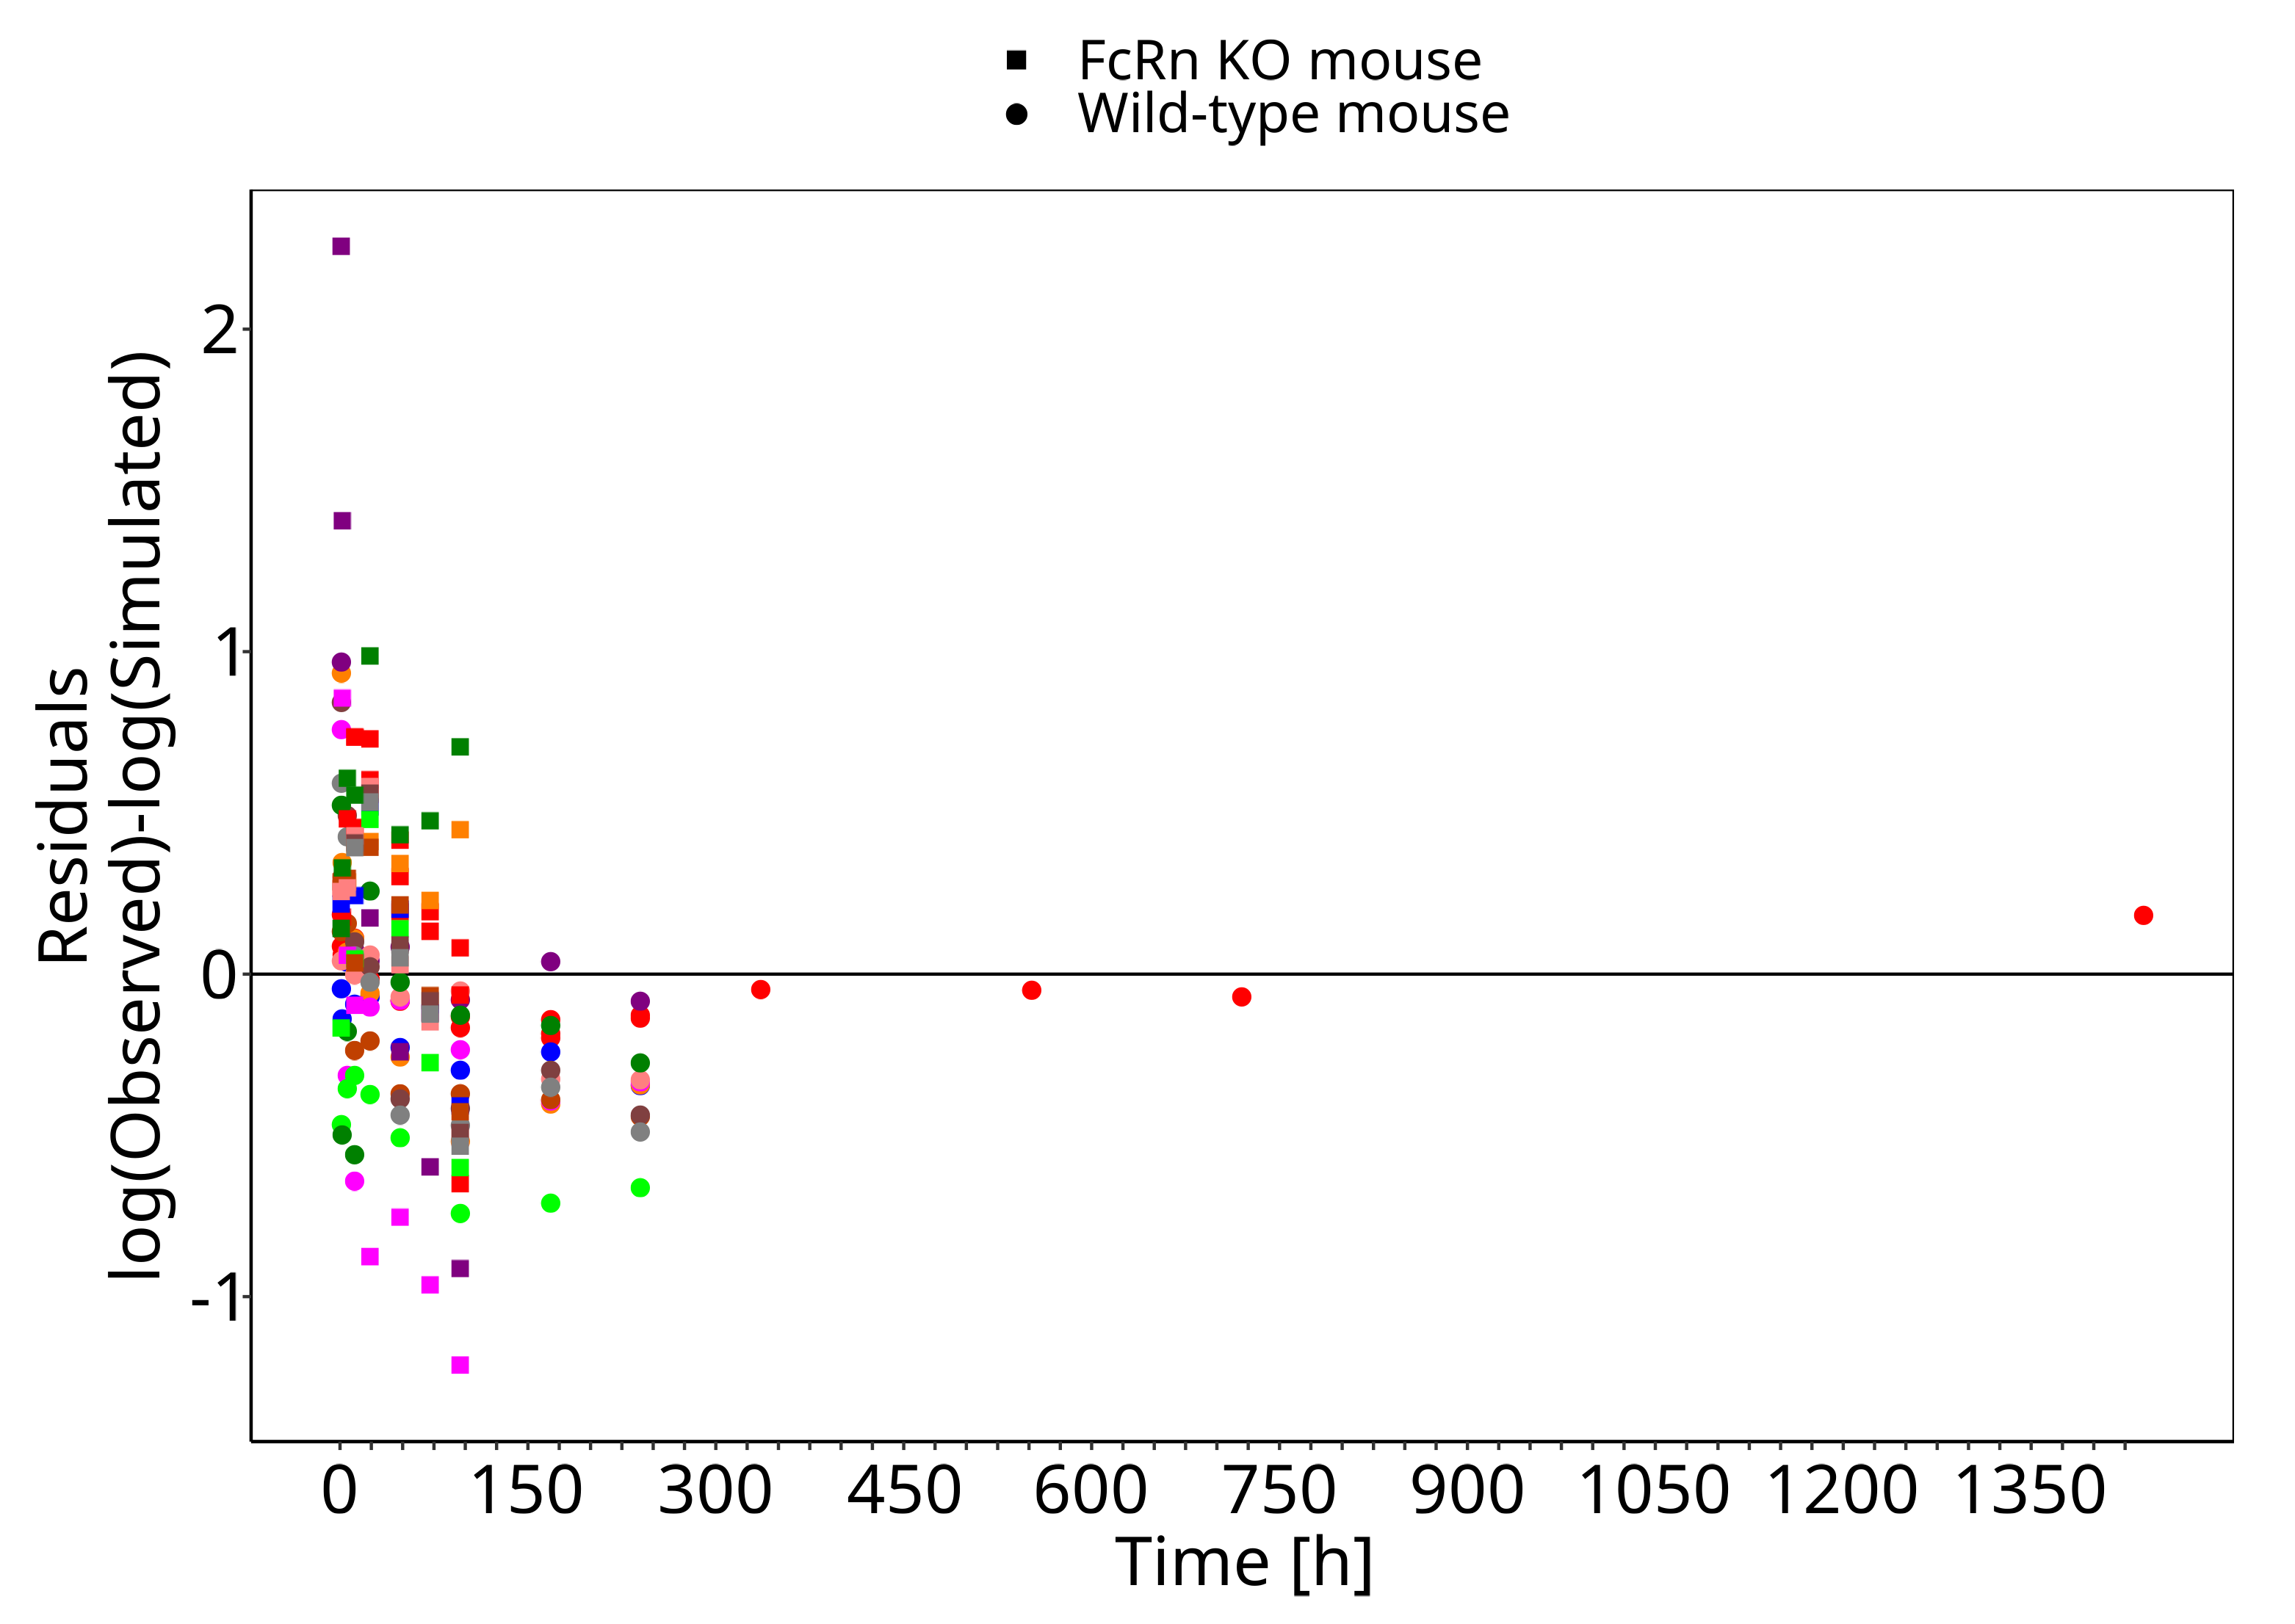 FcRn KO mouse
Wild-type mouse
Residuals
log(Observed)-log(Simulated)
2
1
0
-1
0 150 300 450 600 750 900 1050 1200 1350
Time [h]